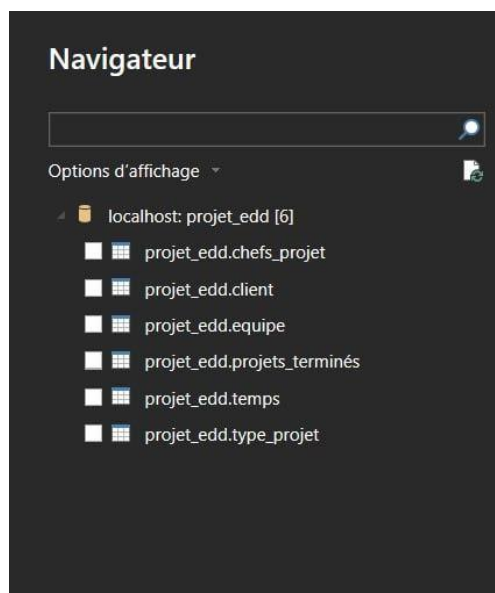 Navigateur
Options d'affichage
localhost: projet_edd [6]
projet_edd.chefs_projet
projet_edd.client
projet_edd.equipe
projet_edd.projets_terminés
projet_edd.temps
projet_edd.type_projet